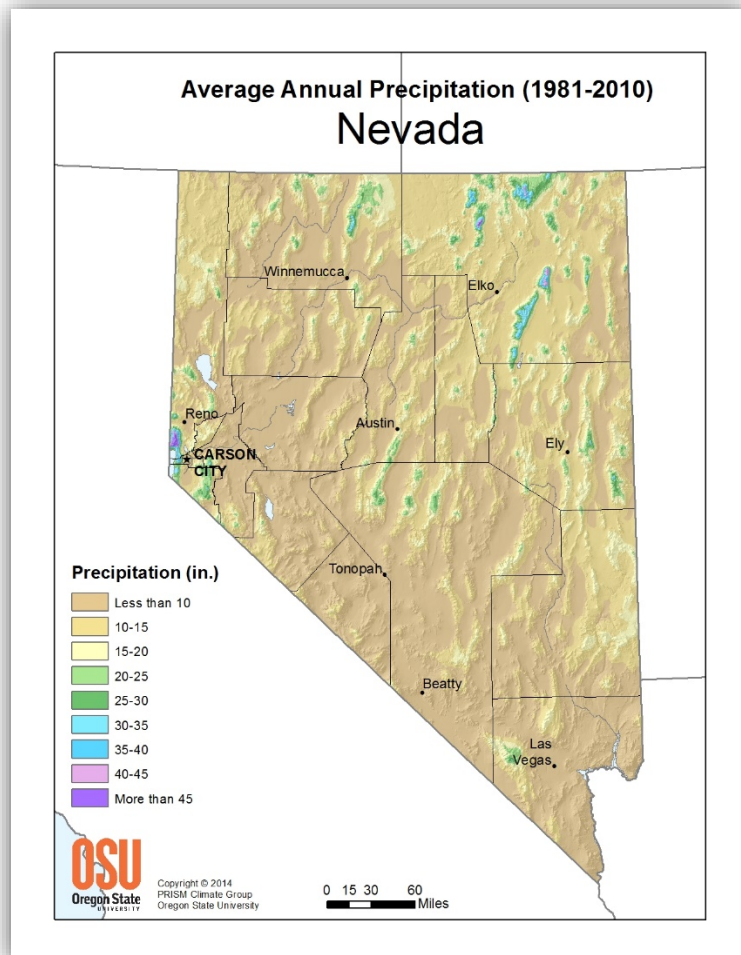 Average Annual Precipitation (1981-2010)
Nevada
Winnemucca
Elko
Reno
Austin
CARSON
CITY
Ely
Tonopah
Beatty
Las
Vegas
Precipitation (in.)
Less than 10
10-15
15-20
20-25
25-30
30-35
35-40
40-45
More than 45
OSU
Oregon State
UNIVERSITY
Copyright © 2014
PRISM Climate Group
Oregon State University
0 15 30 60
Miles